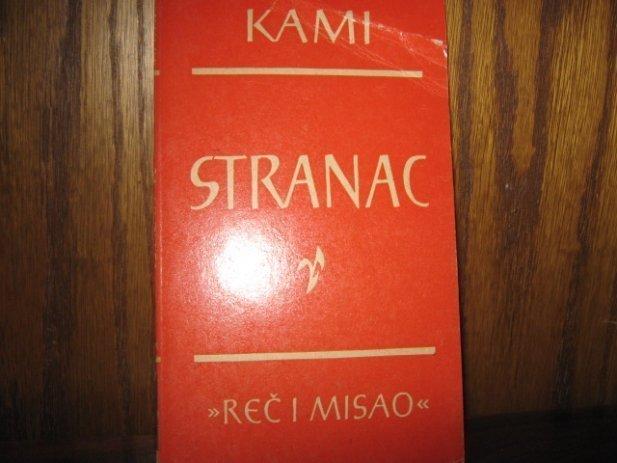 KAMI
STRANAC
»REČ I MISAO«